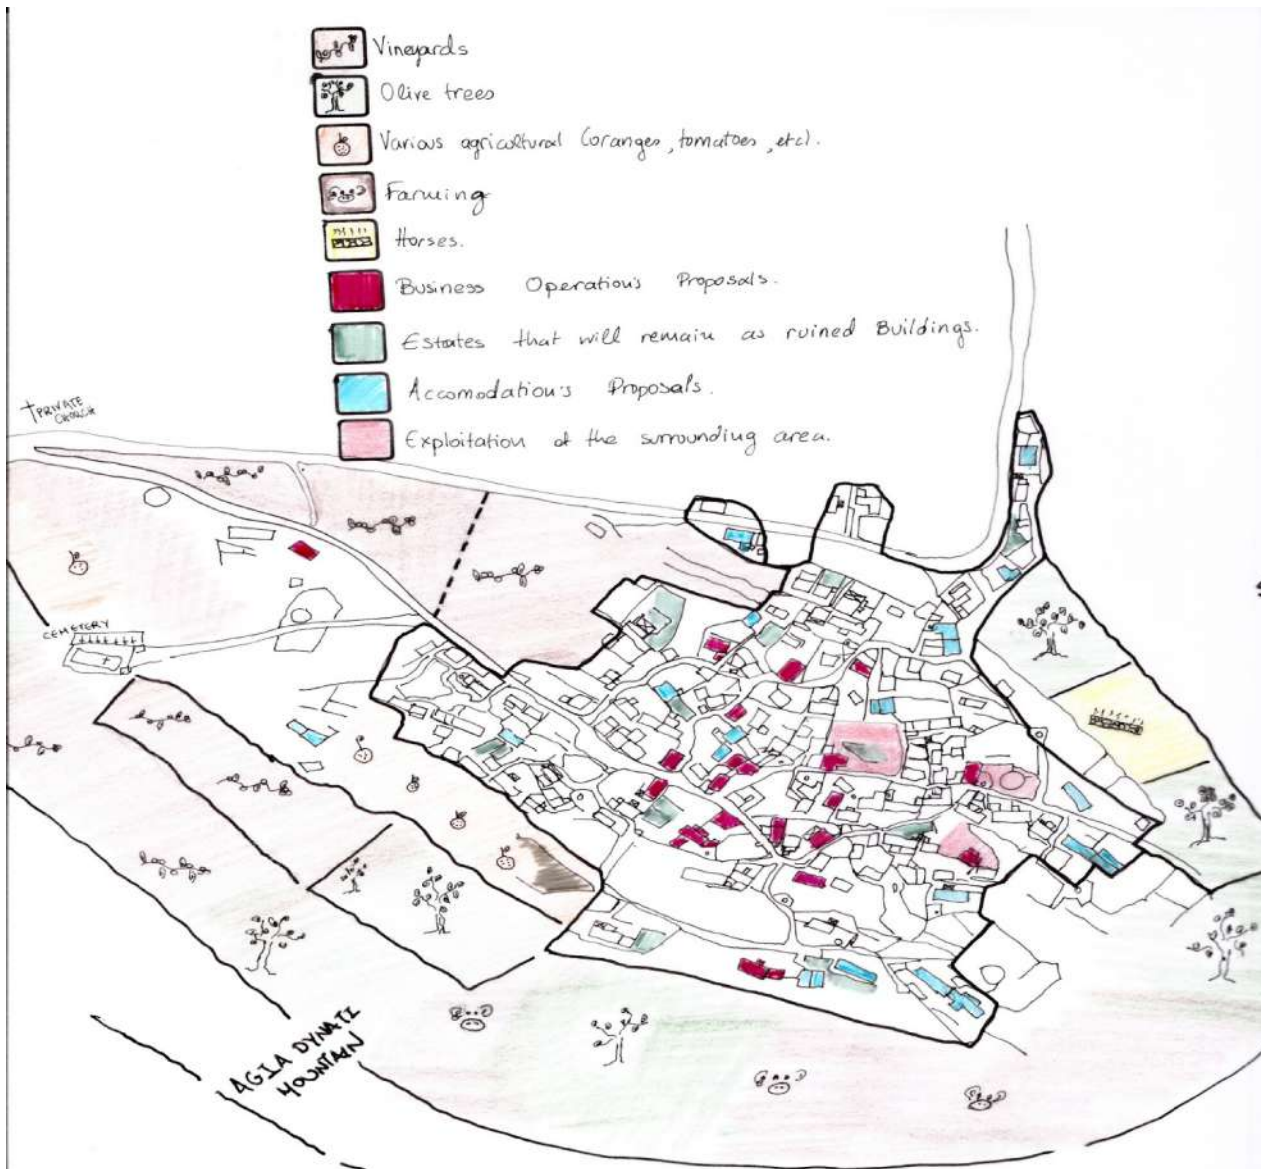 Vineyards
Olive trees
Various agricultural (oranges, tomatoes, etc).
Farming
Horses.
Business Operation's Proposals.
Estates that will remain as ruined Buildings.
Accomodation's Proposals.
Exploitation of the surrounding area.
PRIVATE
CHURCH
CEMETERY
AGIA DYNATI
MOUNTAIN